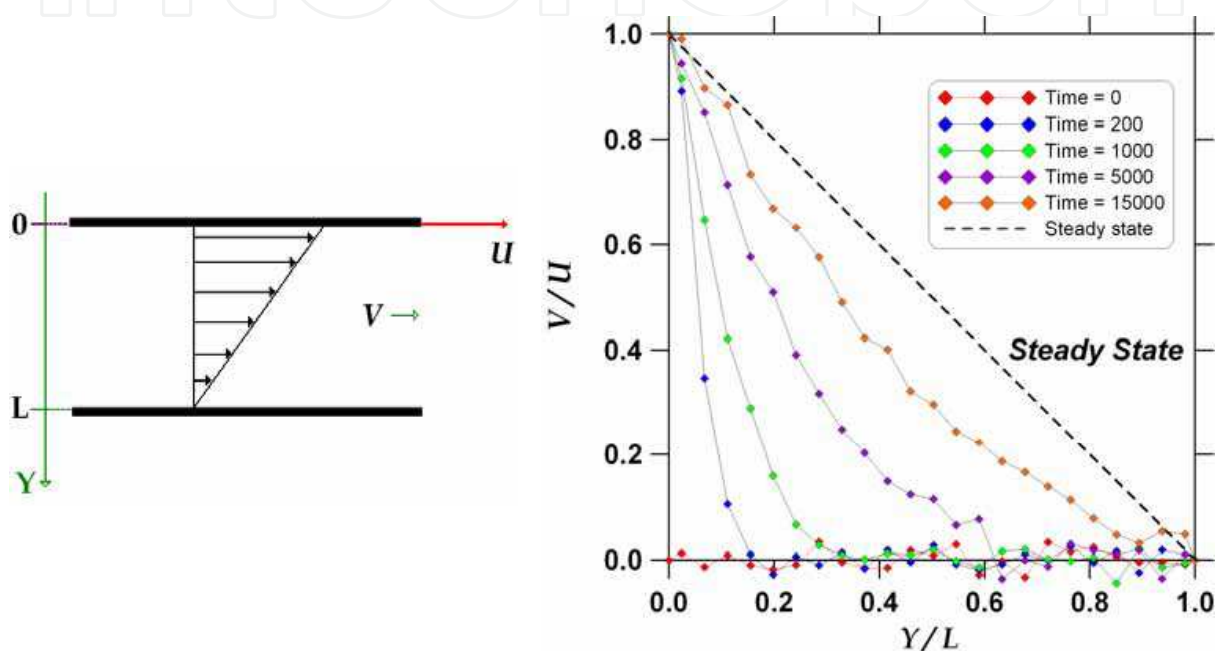 0
u
V
L
Y
V/u
1.0
0.8
0.6
0.4
0.2
0.0
Time = 0
Time = 200
Time = 1000
Time = 5000
Time = 15000
Steady state
Steady State
0.0 0.2 0.4 0.6 0.8 1.0
Y/L